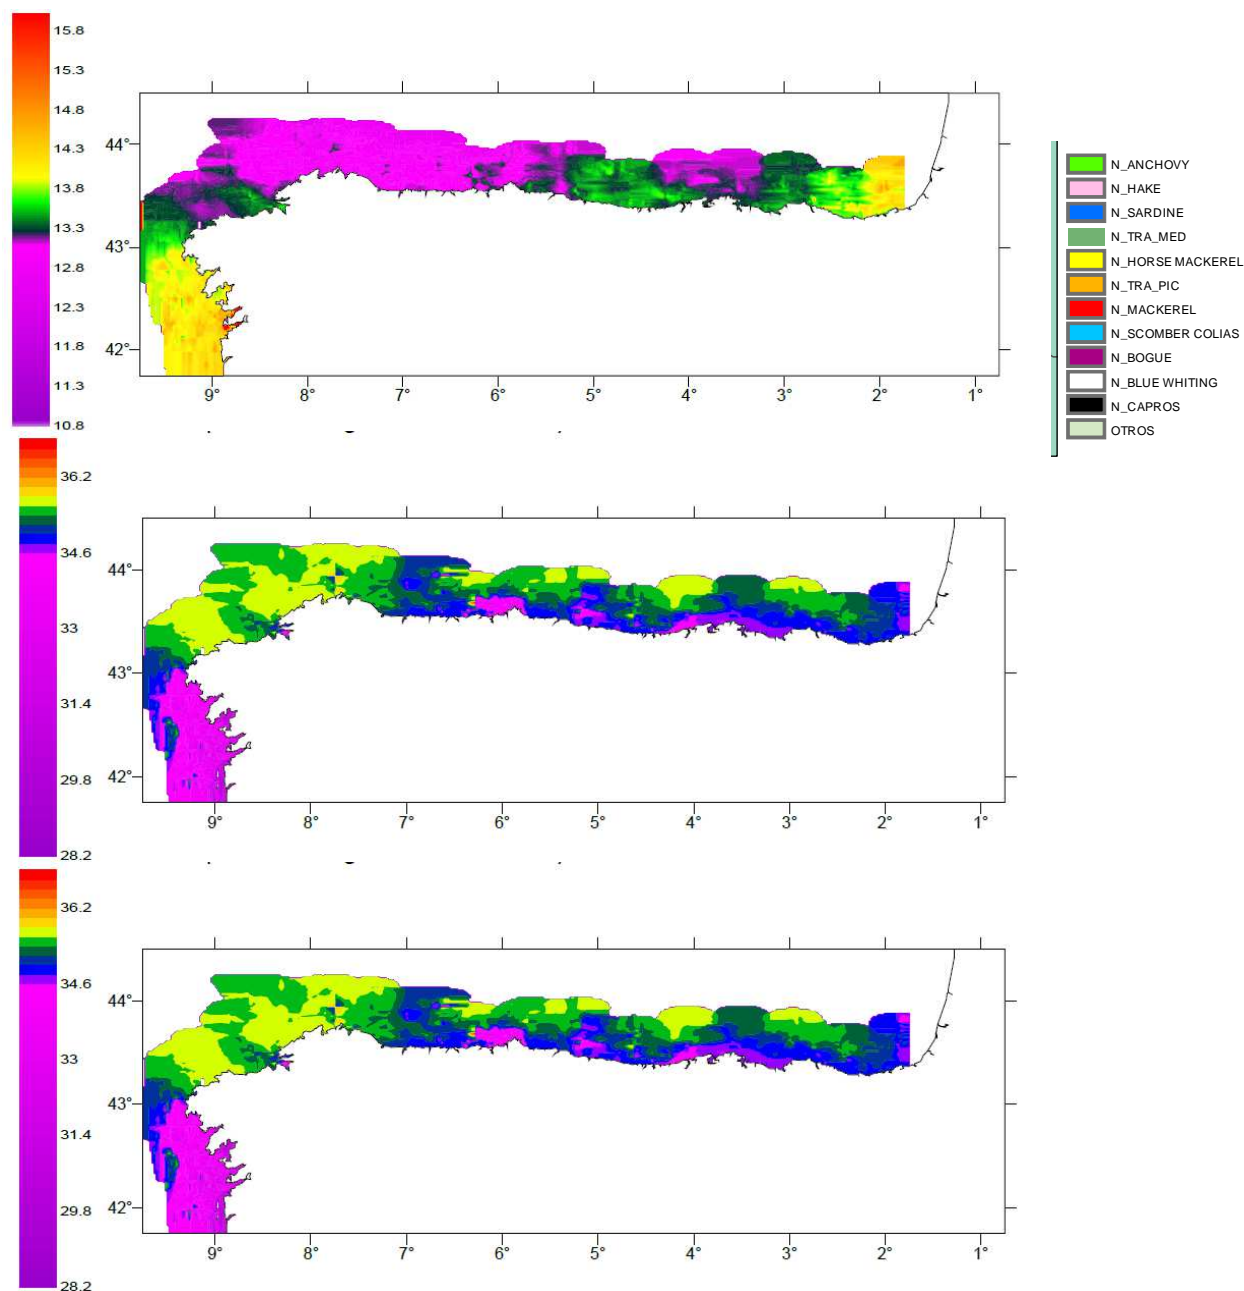 15.8
15.3
14.8
14.3
13.8
13.3
12.8
12.3
11.8
11.3
10.8
44°
43°
42°
9° 8° 7° 6° 5° 4° 3° 2° 1°
N_ANCHOVY
N_HAKE
N_SARDINE
N_TRA_MED
N_HORSE MACKEREL
N_TRA_PIC
N_MACKEREL
N_SCOMBER COLIAS
N_BOGUE
N_BLUE WHITING
N_CAPROS
OTROS
36.2
34.6
33
31.4
29.8
28.2
44°
43°
42°
9° 8° 7° 6° 5° 4° 3° 2° 1°
36.2
34.6
33
31.4
29.8
28.2
44°
43°
42°
9° 8° 7° 6° 5° 4° 3° 2° 1°